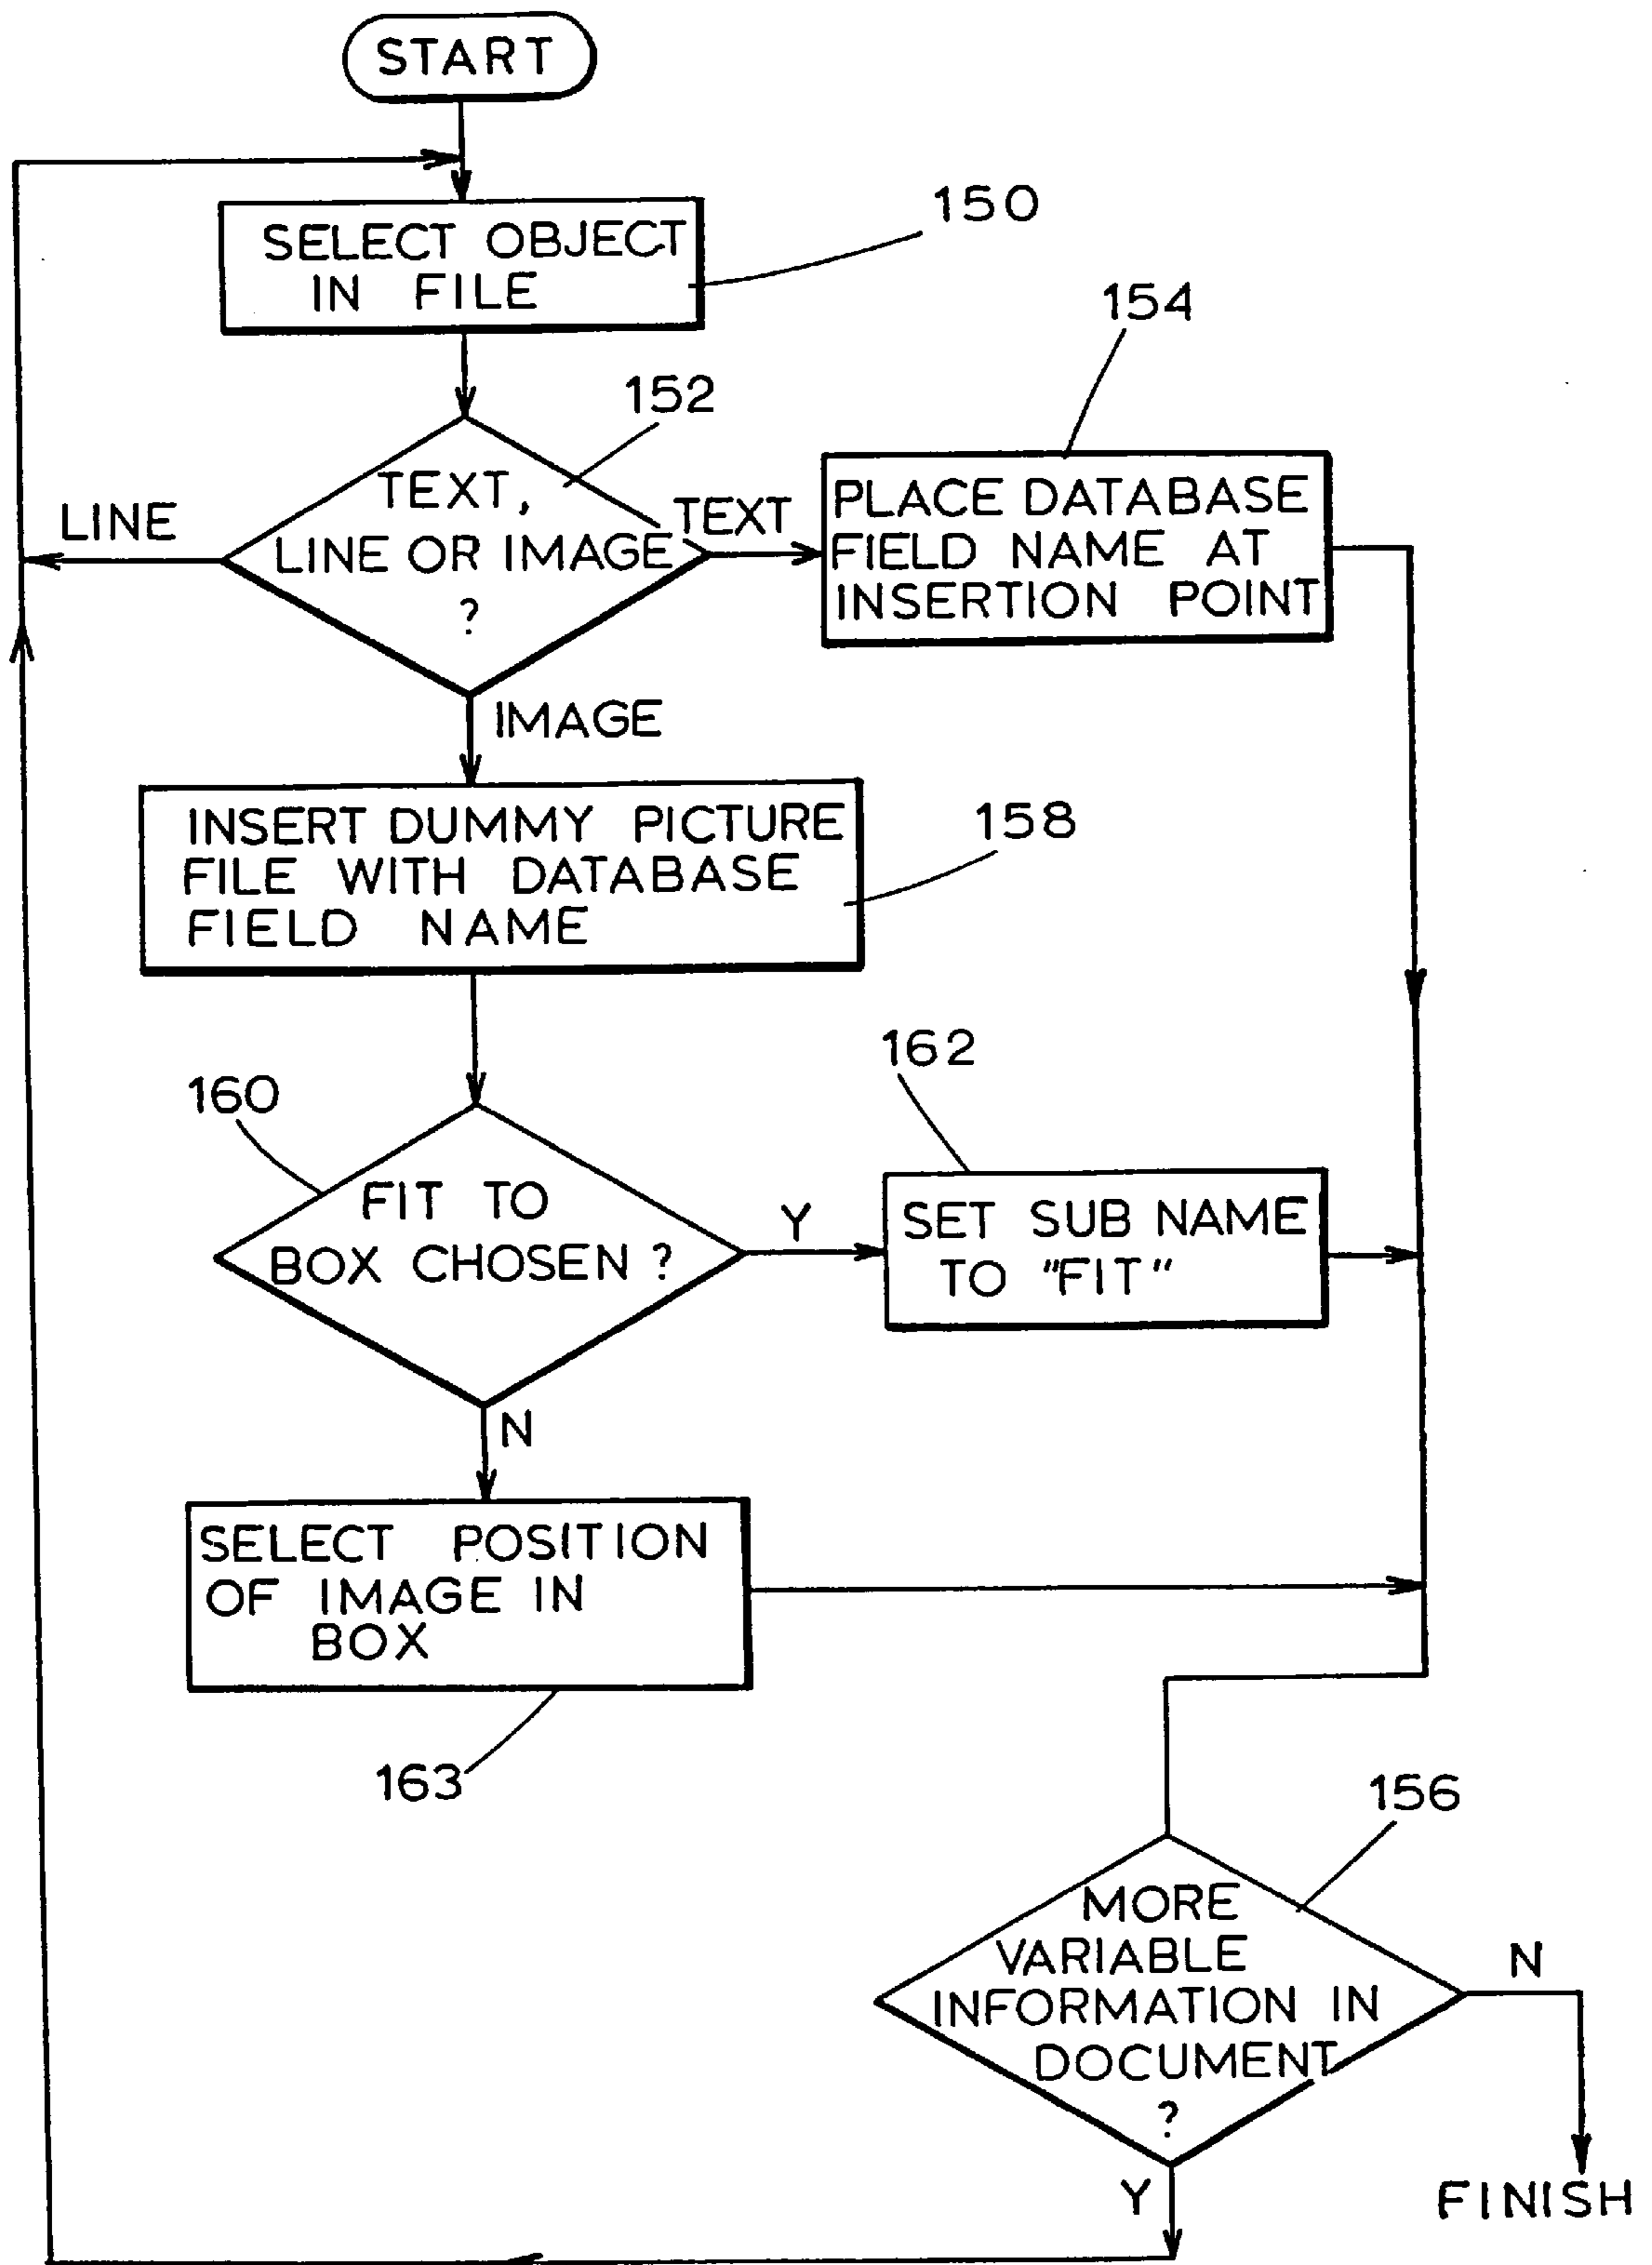 START
150
SELECT OBJECT
IN FILE
154
152
TEXT,
LINE OR IMAGE
?
LINE
TEXT
PLACE DATABASE
FIELD NAME AT
INSERTION POINT
IMAGE
INSERT DUMMY PICTURE
FILE WITH DATABASE
FIELD NAME
158
162
160
FIT TO
BOX CHOSEN ?
Y
SET SUB NAME
TO "FIT"
N
SELECT POSITION
OF IMAGE IN
BOX
163
156
MORE
VARIABLE
INFORMATION IN
DOCUMENT
?
N
Y
FINISH